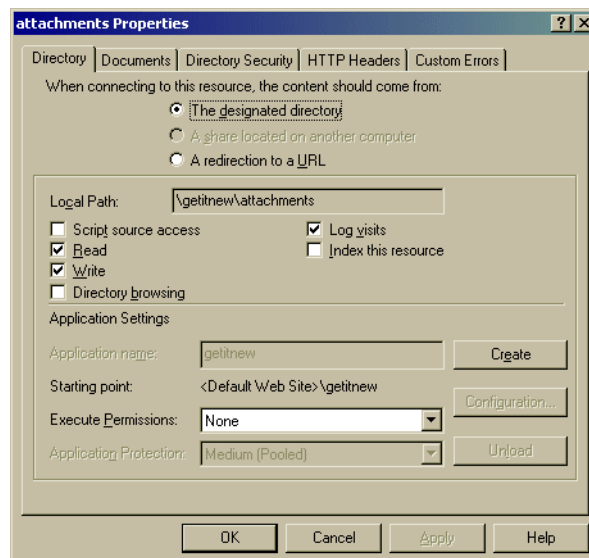 attachments Properties
Directory Documents Directory Security HTTP Headers Custom Errors
When connecting to this resource, the content should come from:
The designated directory
A share located on another computer
A redirection to a URL
Local Path: \getitnew\attachments
Script source access Log visits
Read Index this resource
Write
Directory browsing
Application Settings
Application name: getitnew Create
Starting point: <Default Web Site>\getitnew
Configuration...
Execute Permissions: None
Application Protection: Medium (Pooled) Unload
OK Cancel Apply Help